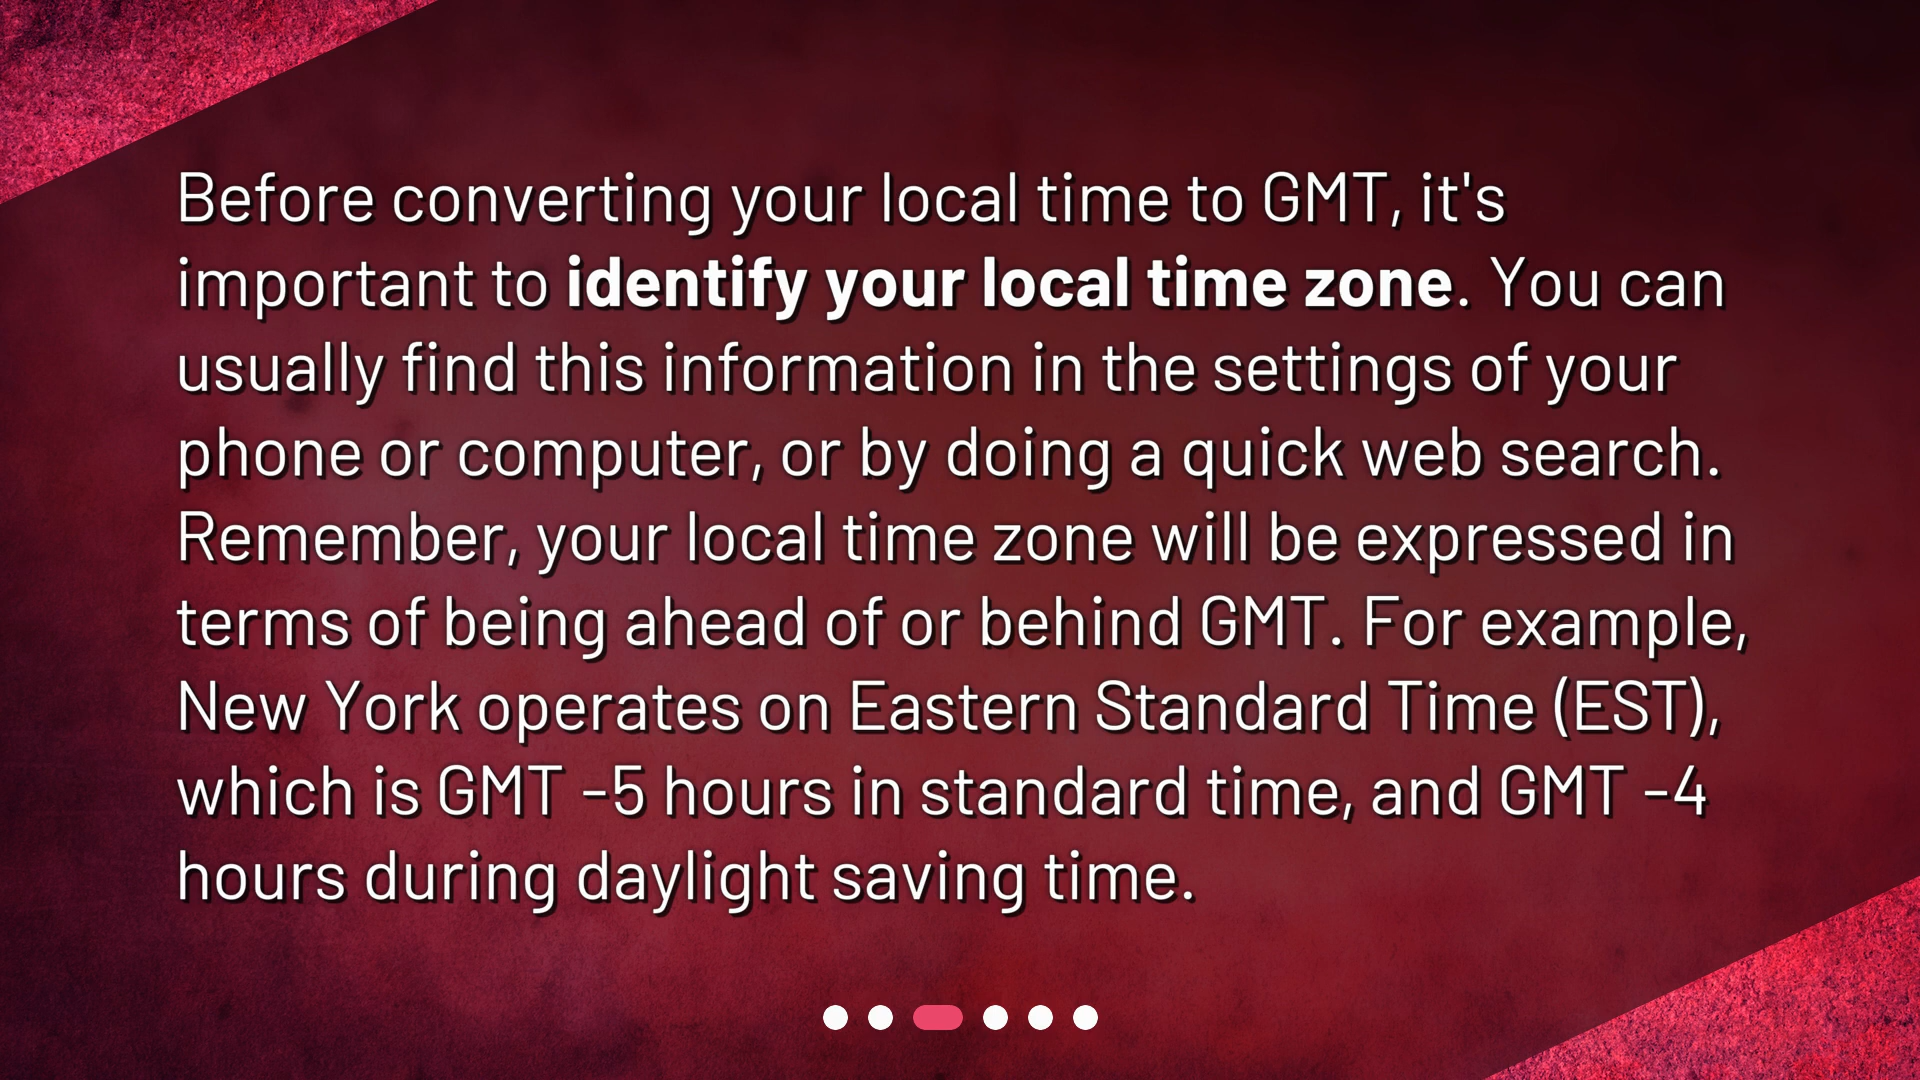 Before converting your local time to GMT, it's
important to identify your local time zone. You can
usually find this information in the settings of your
phone or computer, or by doing a quick web search.
Remember, your local time zone will be expressed in
terms of being ahead of or behind GMT. For example,
New York operates on Eastern Standard Time (EST),
which is GMT -5 hours in standard time, and GMT -4
hours during daylight saving time.